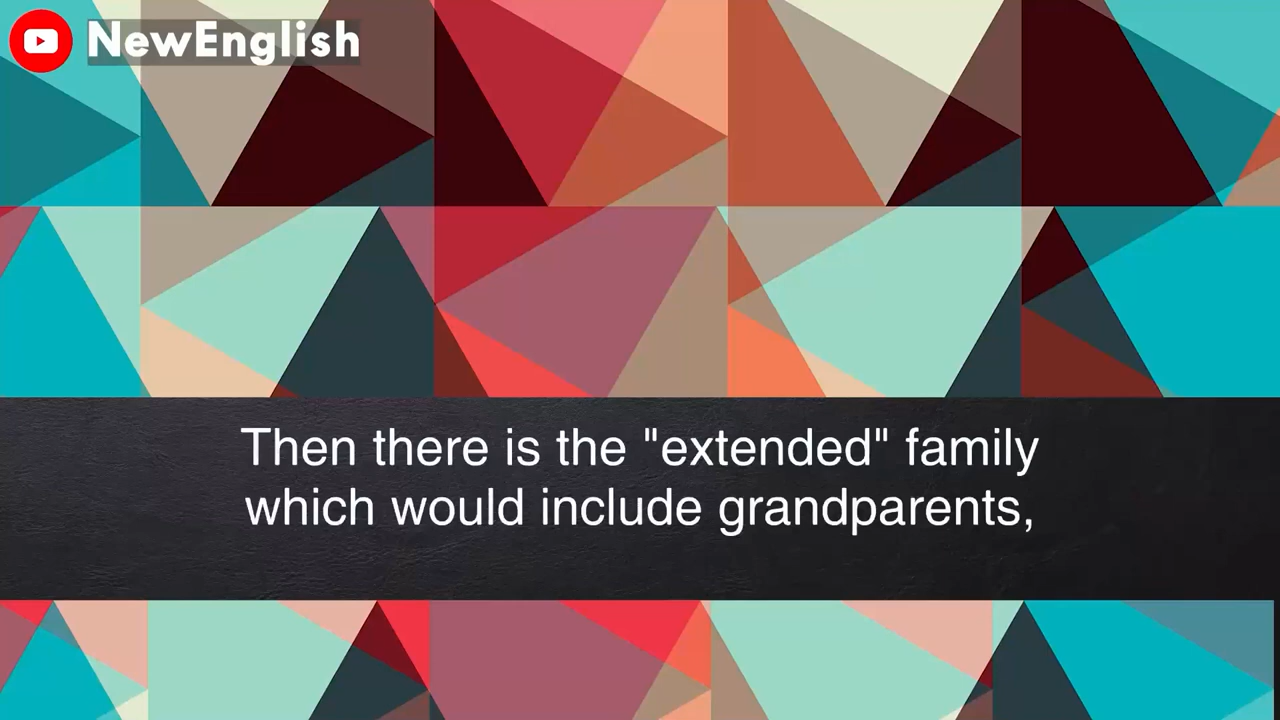 NewEnglish
Then there is the "extended" family
which would include grandparents,